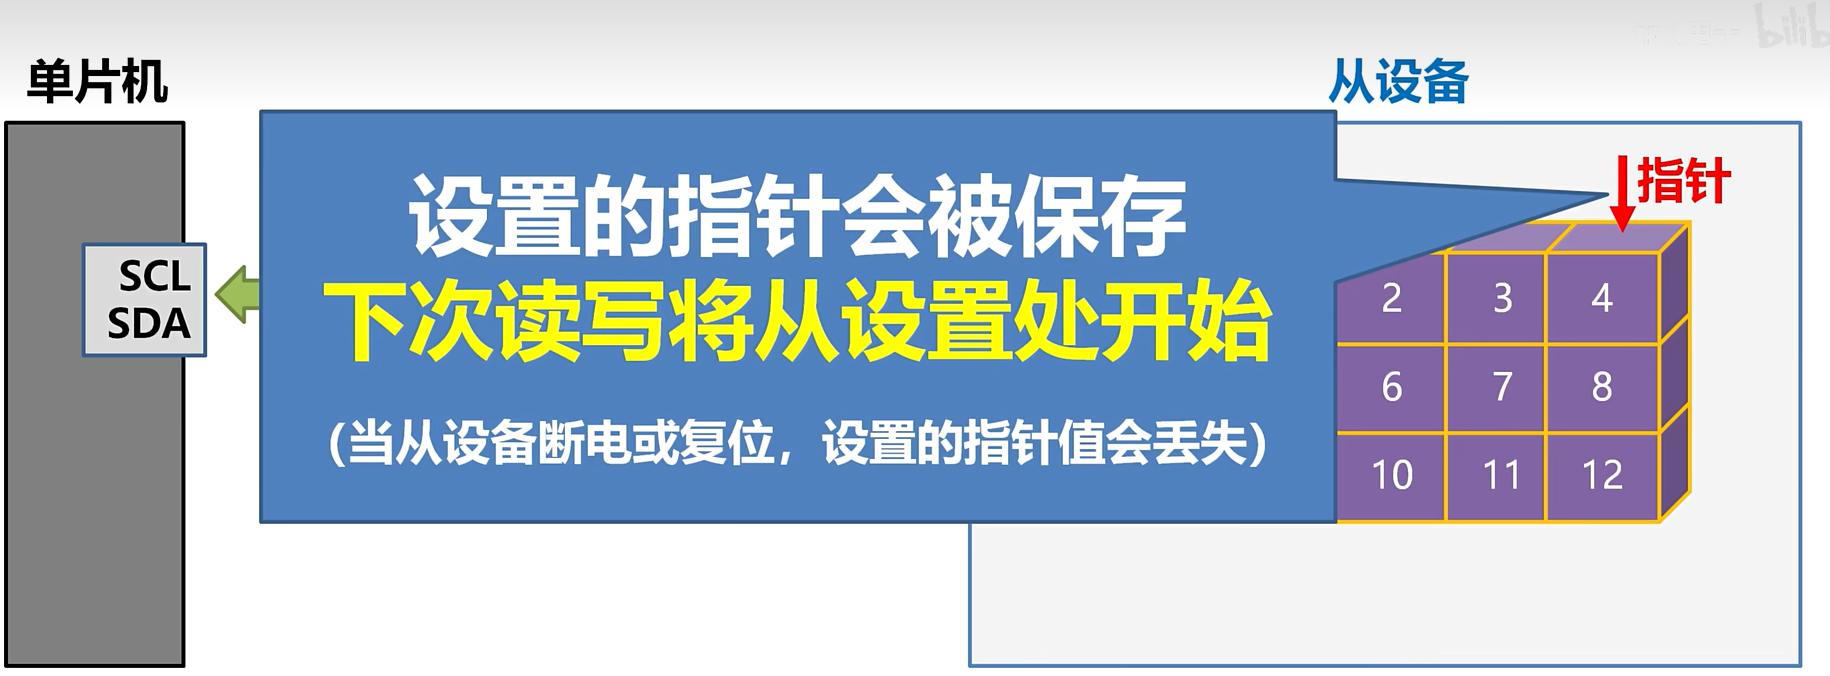 单片机
从设备
设置的指针会被保存
下次读写将从设置处开始
(当从设备断电或复位，设置的指针值会丢失)
指针
SCL
SDA
2 3 4
6 7 8
10 11 12